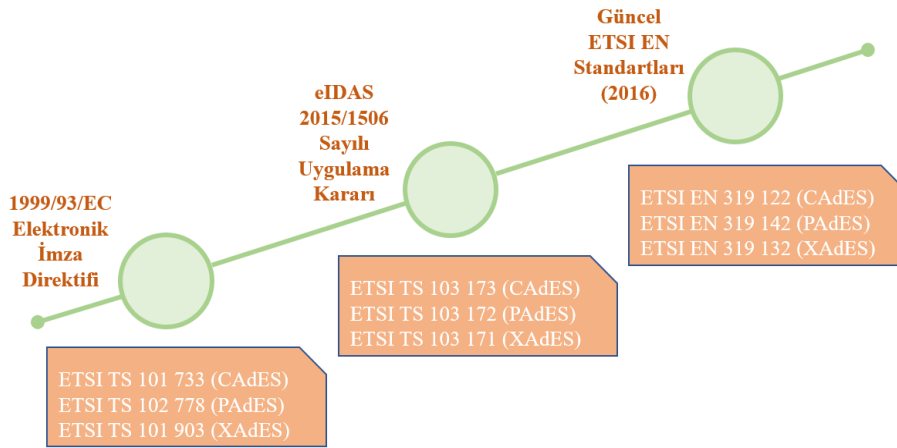 1999/93/EC
Elektronik
İmza
Direktifi
ETSI TS 101 733 (CAdES)
ETSI TS 102 778 (PAdES)
ETSI TS 101 903 (XAdES)
eIDAS
2015/1506
Sayılı
Uygulama
Kararı
ETSI TS 103 173 (CAdES)
ETSI TS 103 172 (PAdES)
ETSI TS 103 171 (XAdES)
Güncel
ETSI EN
Standartları
(2016)
ETSI EN 319 122 (CAdES)
ETSI EN 319 142 (PAdES)
ETSI EN 319 132 (XAdES)